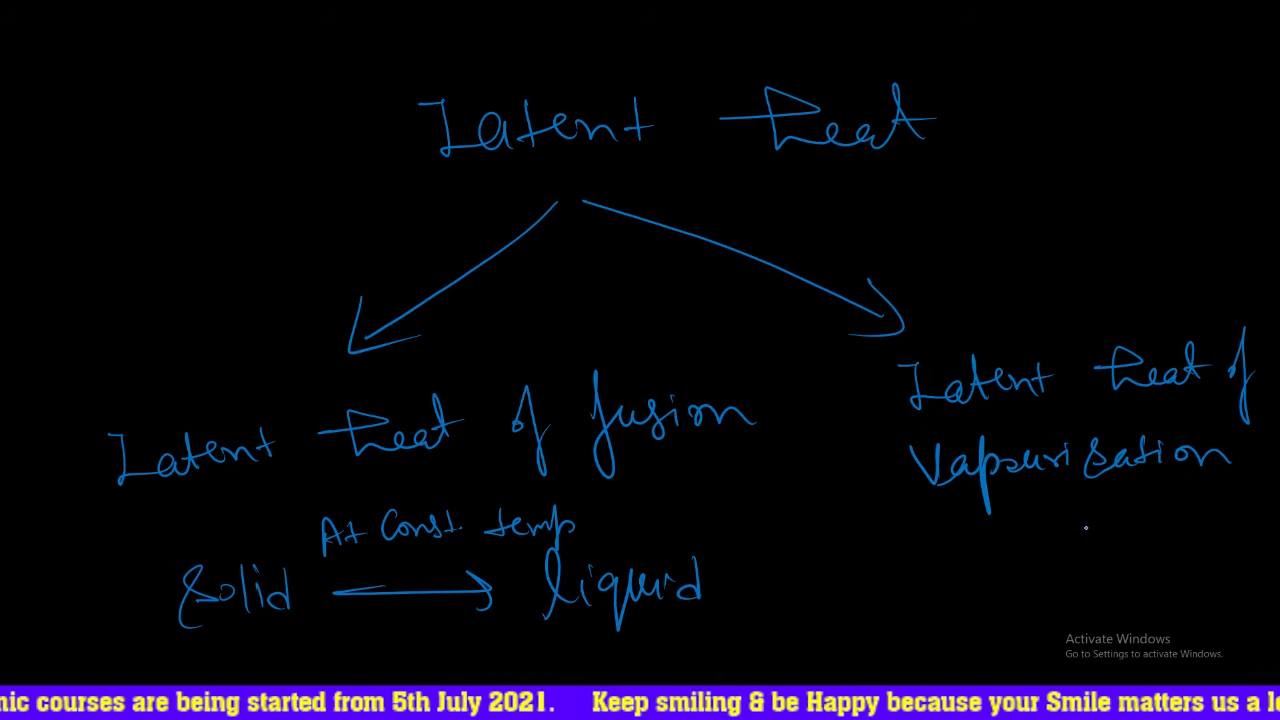 Latent Heat
Latent Heat of fusion
Latent Heat of
Vapourisation
At Const. temp
Solid → liquid
Activate Windows
Go to Settings to activate Windows.
nic courses are being started from 5th July 2021. Keep smiling & be Happy because your Smile matters us a l